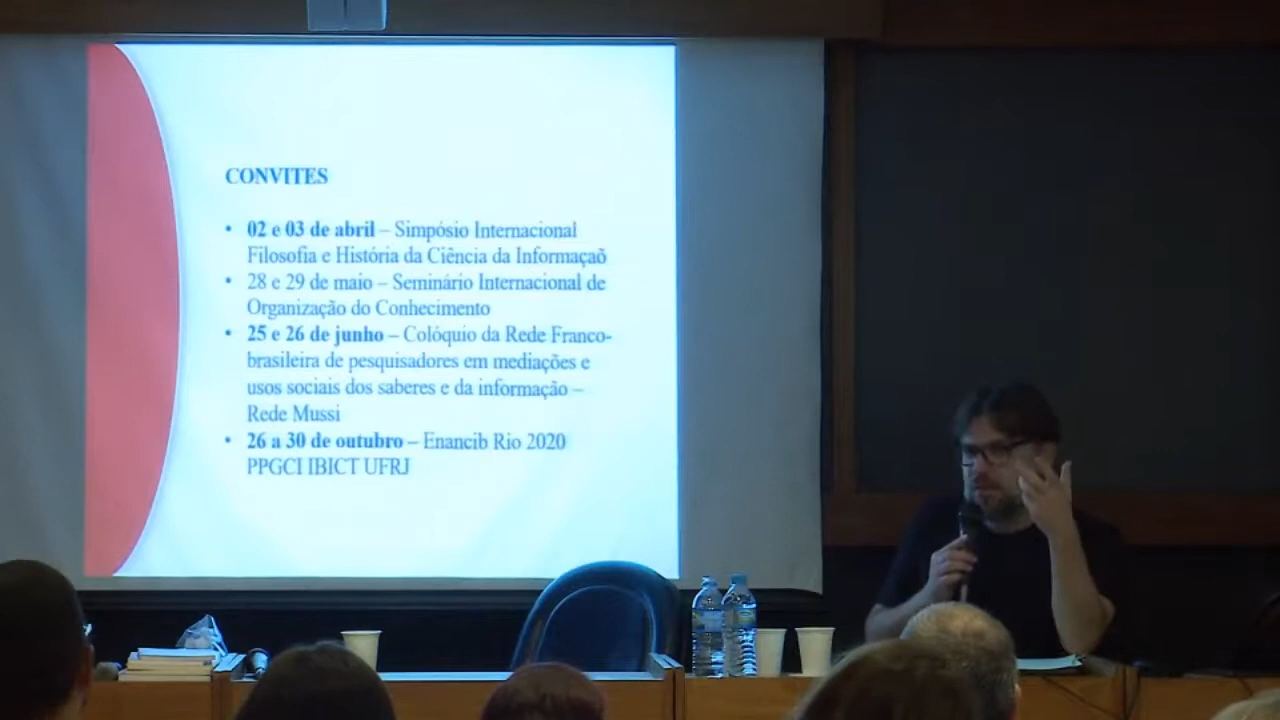 CONVITES
• 02 e 03 de abril – Simpósio Internacional
Filosofia e História da Ciência da Informaçaõ
• 28 e 29 de maio – Seminário Internacional de
Organização do Conhecimento
• 25 e 26 de junho – Colóquio da Rede Franco-
brasileira de pesquisadores em mediações e
usos sociais dos saberes e da informação –
Rede Mussi
• 26 a 30 de outubro – Enancib Rio 2020
PPGCI IBICT UFRJ